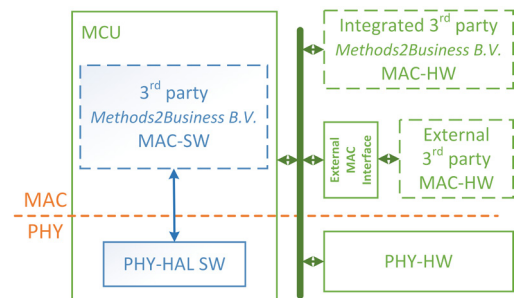 MCU
3rd party
Methods2Business B.V.
MAC-SW
Integrated 3rd party
Methods2Business B.V.
MAC-HW
External
MAC
Interface
External
3rd party
MAC-HW
MAC
PHY
PHY-HAL SW
PHY-HW